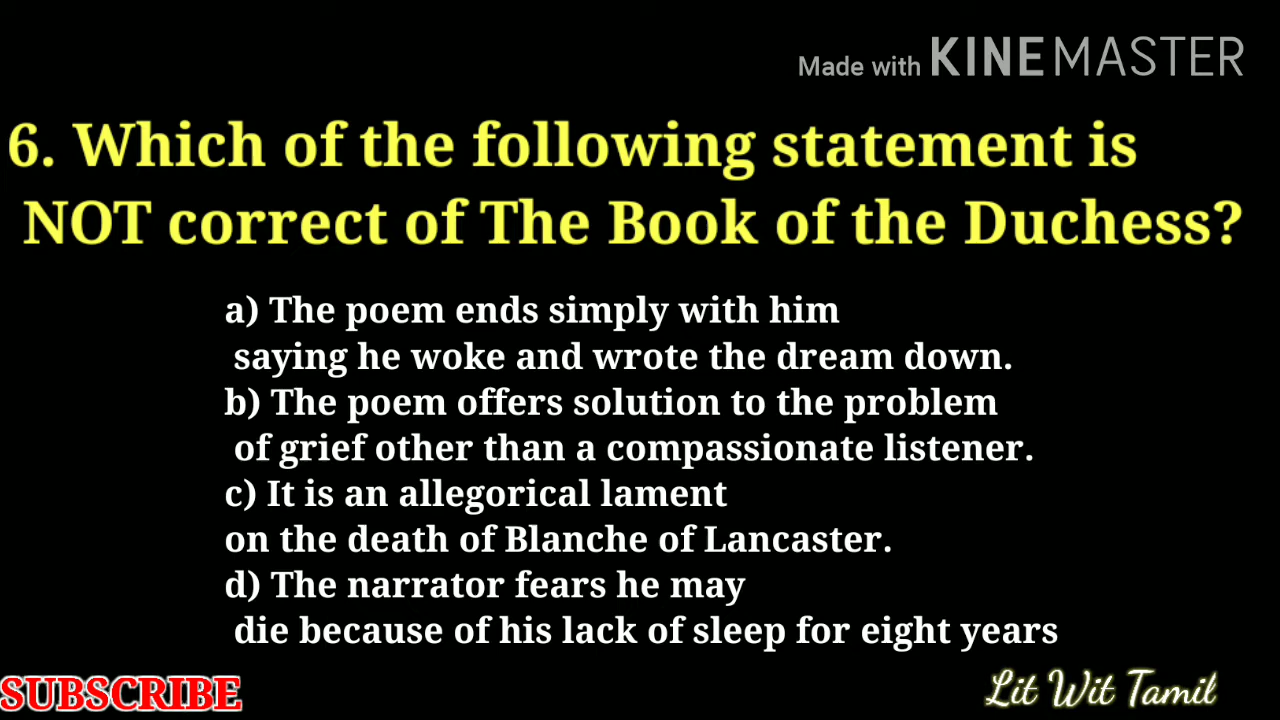 Made with KINEMASTER
6. Which of the following statement is
NOT correct of The Book of the Duchess?
a) The poem ends simply with him
saying he woke and wrote the dream down.
b) The poem offers solution to the problem
of grief other than a compassionate listener.
c) It is an allegorical lament
on the death of Blanche of Lancaster.
d) The narrator fears he may
die because of his lack of sleep for eight years
SUBSCRIBE
Lit Wit Tamil